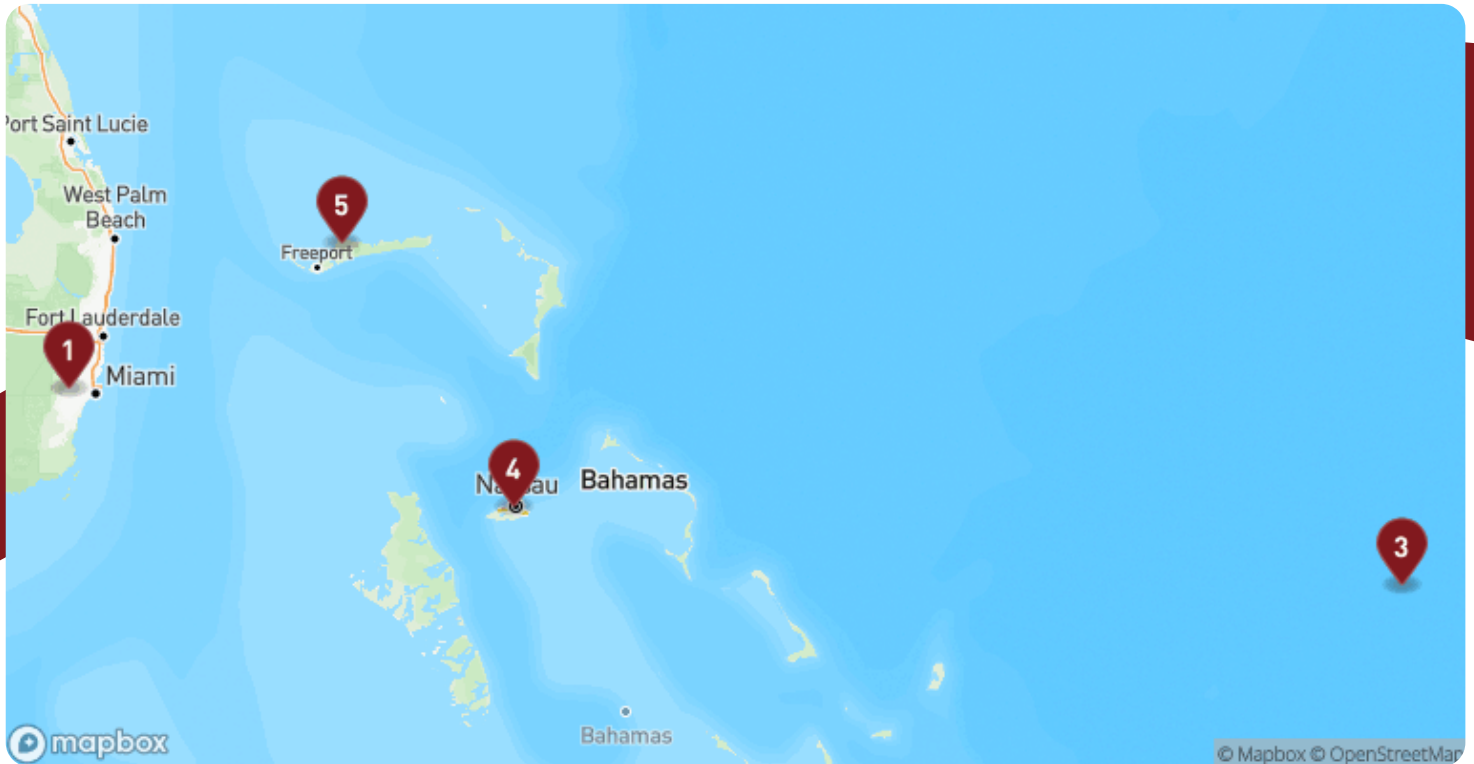 Port Saint Lucie
West Palm
Beach
5
Freeport
Fort Lauderdale
1
Miami
4
Nassau
Bahamas
3
Bahamas
mapbox
© Mapbox © OpenStreetMap